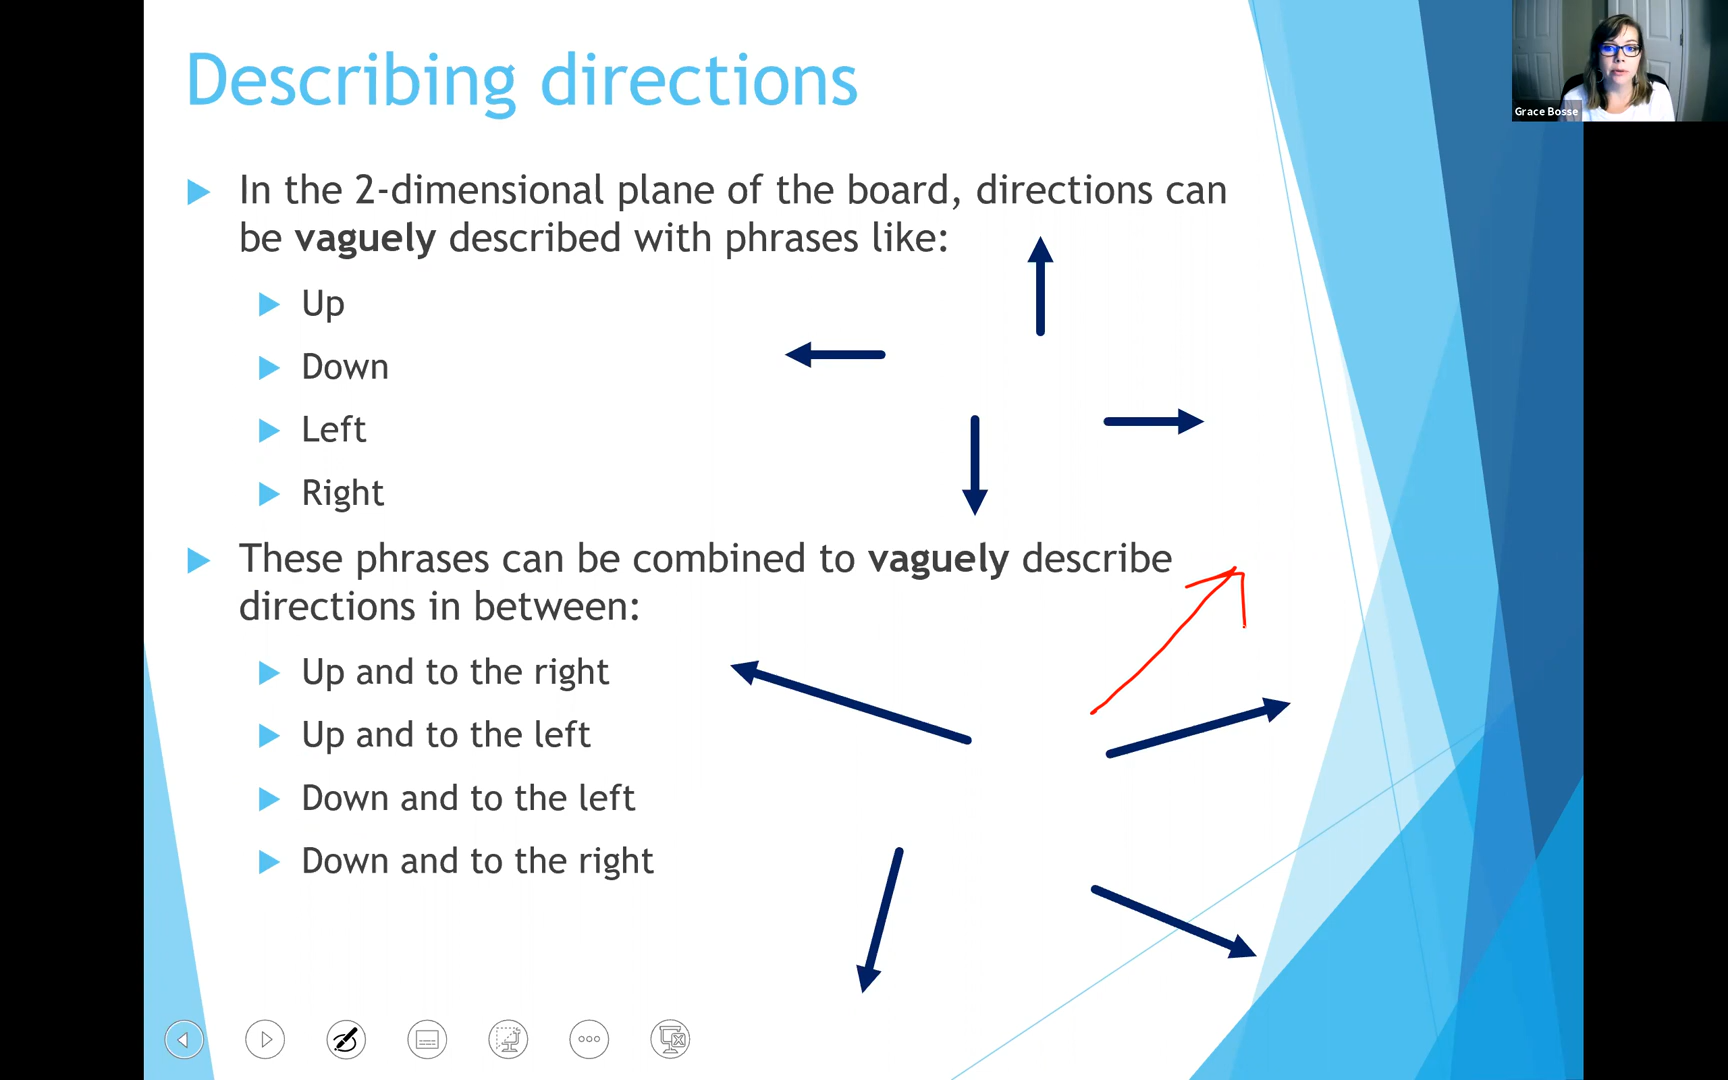 Describing directions
Grace Bosse
In the 2-dimensional plane of the board, directions can
be vaguely described with phrases like:
Up
Down
Left
Right
These phrases can be combined to vaguely describe
directions in between:
Up and to the right
Up and to the left
Down and to the left
Down and to the right